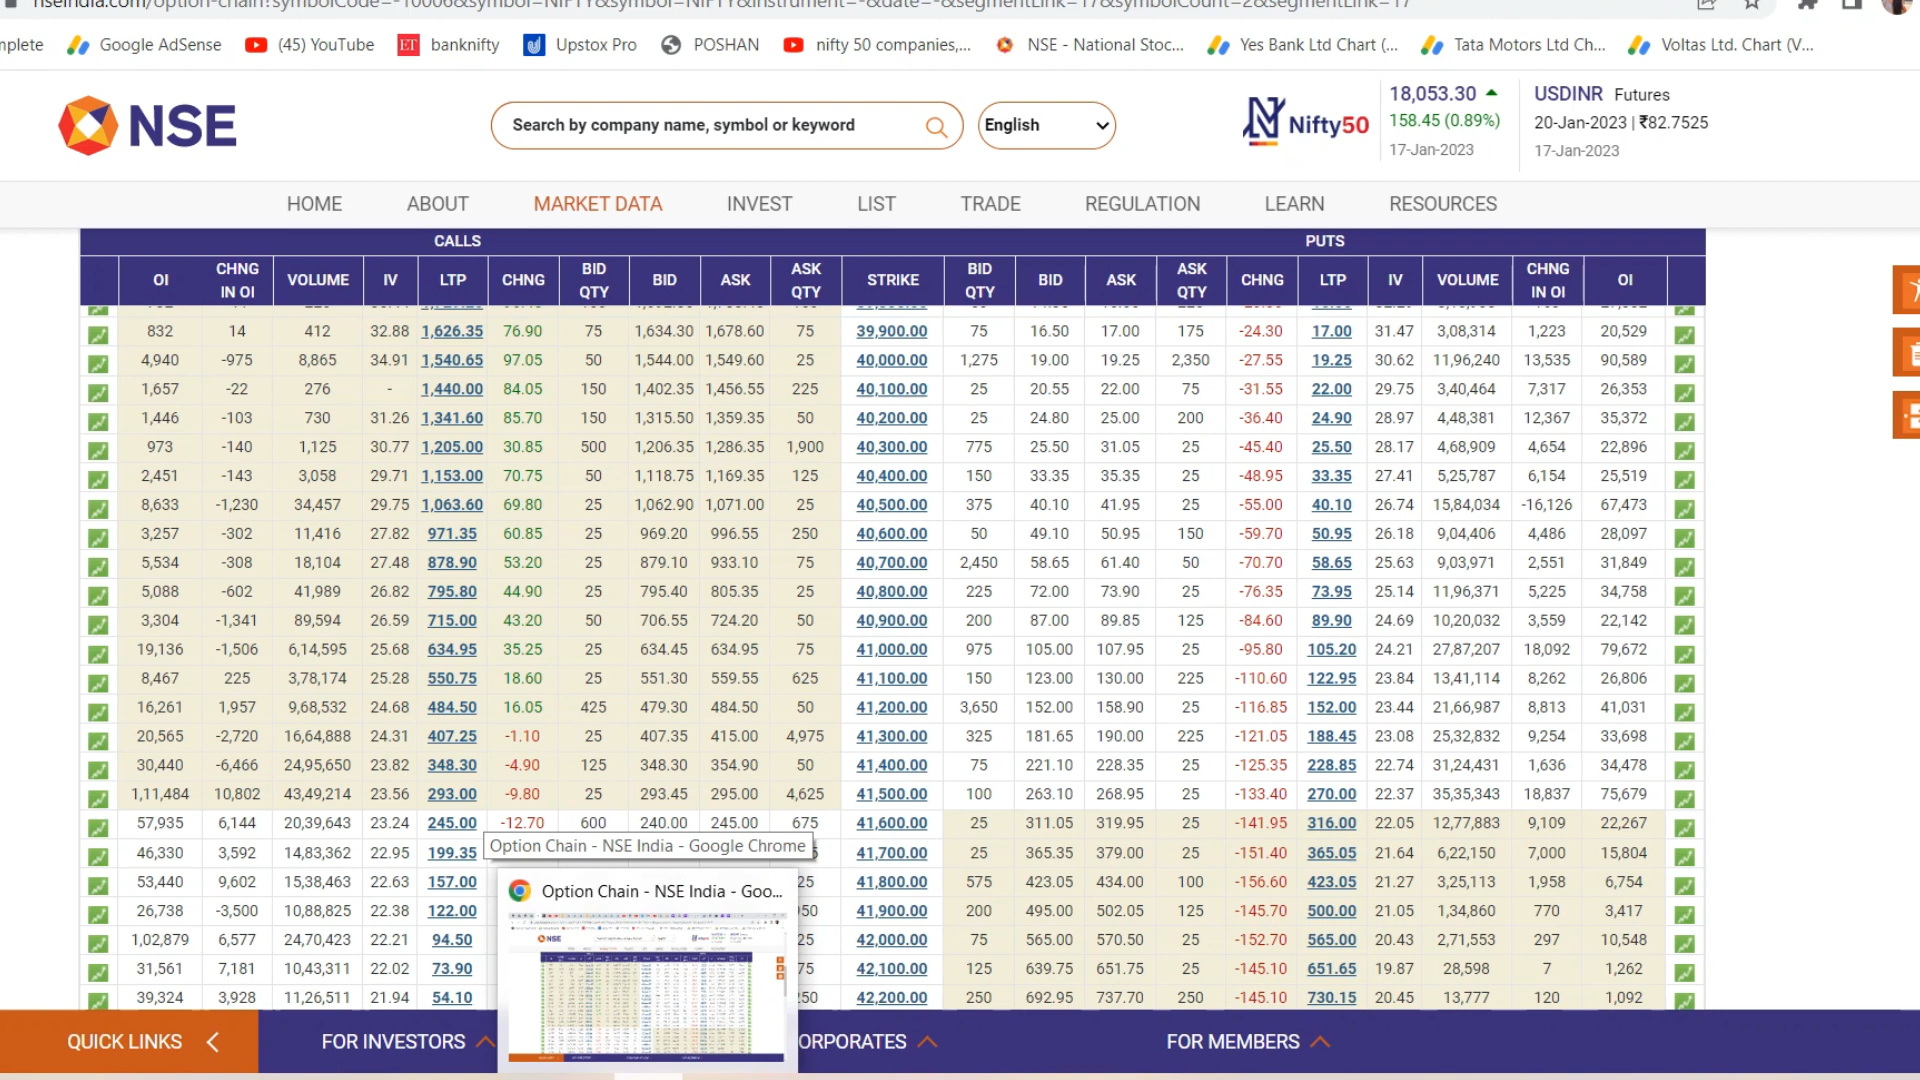 nseindia.com/option-chain?symbolCode=-10006&symbol=NIFTY&symbol=NIFTY&instrument=-&date=-&segmentLink=17&symbolCount=2&segmentLink=17
mplete Google AdSense (45) YouTube ET banknifty Upstox Pro POSHAN nifty 50 companies,... NSE - National Stoc... Yes Bank Ltd Chart (... Tata Motors Ltd Ch... Voltas Ltd. Chart (V...
NSE Search by company name, symbol or keyword English Nifty50
18,053.30 USDINR Futures
158.45 (0.89%) 20-Jan-2023 | ₹82.7525
17-Jan-2023 17-Jan-2023
HOME ABOUT MARKET DATA INVEST LIST TRADE REGULATION LEARN RESOURCES
CALLS PUTS
OI CHNG IN OI VOLUME IV LTP CHNG BID QTY BID ASK ASK QTY STRIKE BID QTY BID ASK ASK QTY CHNG LTP IV VOLUME CHNG IN OI OI
832 14 412 32.88 1,626.35 76.90 75 1,634.30 1,678.60 75 39,900.00 75 16.50 17.00 175 -24.30 17.00 31.47 3,08,314 1,223 20,529
4,940 -975 8,865 34.91 1,540.65 97.05 50 1,544.00 1,549.60 25 40,000.00 1,275 19.00 19.25 2,350 -27.55 19.25 30.62 11,96,240 13,535 90,589
1,657 -22 276 - 1,440.00 84.05 150 1,402.35 1,456.55 225 40,100.00 25 20.55 22.00 75 -31.55 22.00 29.75 3,40,464 7,317 26,353
1,446 -103 730 31.26 1,341.60 85.70 150 1,315.50 1,359.35 50 40,200.00 25 24.80 25.00 200 -36.40 24.90 28.97 4,48,381 12,367 35,372
973 -140 1,125 30.77 1,205.00 30.85 500 1,206.35 1,286.35 1,900 40,300.00 775 25.50 31.05 25 -45.40 25.50 28.17 4,68,909 4,654 22,896
2,451 -143 3,058 29.71 1,153.00 70.75 50 1,118.75 1,169.35 125 40,400.00 150 33.35 35.35 25 -48.95 33.35 27.41 5,25,787 6,154 25,519
8,633 -1,230 34,457 29.75 1,063.60 69.80 25 1,062.90 1,071.00 25 40,500.00 375 40.10 41.95 25 -55.00 40.10 26.74 15,84,034 -16,126 67,473
3,257 -302 11,416 27.82 971.35 60.85 25 969.20 996.55 250 40,600.00 50 49.10 50.95 150 -59.70 50.95 26.18 9,04,406 4,486 28,097
5,534 -308 18,104 27.48 878.90 53.20 25 879.10 933.10 75 40,700.00 2,450 58.65 61.40 50 -70.70 58.65 25.63 9,03,971 2,551 31,849
5,088 -602 41,989 26.82 795.80 44.90 25 795.40 805.35 25 40,800.00 225 72.00 73.90 25 -76.35 73.95 25.14 11,96,371 5,225 34,758
3,304 -1,341 89,594 26.59 715.00 43.20 50 706.55 724.20 50 40,900.00 200 87.00 89.85 125 -84.60 89.90 24.69 10,20,032 3,559 22,142
19,136 -1,506 6,14,595 25.68 634.95 35.25 25 634.45 634.95 75 41,000.00 975 105.00 107.95 25 -95.80 105.20 24.21 27,87,207 18,092 79,672
8,467 225 3,78,174 25.28 550.75 18.60 25 551.30 559.55 625 41,100.00 150 123.00 130.00 225 -110.60 122.95 23.84 13,41,114 8,262 26,806
16,261 1,957 9,68,532 24.68 484.50 16.05 425 479.30 484.50 50 41,200.00 3,650 152.00 158.90 25 -116.85 152.00 23.44 21,66,987 8,813 41,031
20,565 -2,720 16,64,888 24.31 407.25 -1.10 25 407.35 415.00 4,975 41,300.00 325 181.65 190.00 225 -121.05 188.45 23.08 25,32,832 9,254 33,698
30,440 -6,466 24,95,650 23.82 348.30 -4.90 125 348.30 354.90 50 41,400.00 75 221.10 228.35 25 -125.35 228.85 22.74 31,24,431 1,636 34,478
1,11,484 10,802 43,49,214 23.56 293.00 -9.80 25 293.45 295.00 4,625 41,500.00 100 263.10 268.95 25 -133.40 270.00 22.37 35,35,343 18,837 75,679
57,935 6,144 20,39,643 23.24 245.00 -12.70 600 240.00 245.00 675 41,600.00 25 311.05 319.95 25 -141.95 316.00 22.05 12,77,883 9,109 22,267
Option Chain - NSE India - Google Chrome
46,330 3,592 14,83,362 22.95 199.35 5 41,700.00 25 365.35 379.00 25 -151.40 365.05 21.64 6,22,150 7,000 15,804
53,440 9,602 15,38,463 22.63 157.00 25 41,800.00 575 423.05 434.00 100 -156.60 423.05 21.27 3,25,113 1,958 6,754
Option Chain - NSE India - Goo...
26,738 -3,500 10,88,825 22.38 122.00 50 41,900.00 200 495.00 502.05 125 -145.70 500.00 21.05 1,34,860 770 3,417
1,02,879 6,577 24,70,423 22.21 94.50 25 42,000.00 75 565.00 570.50 25 -152.70 565.00 20.43 2,71,553 297 10,548
NSE
31,561 7,181 10,43,311 22.02 73.90 75 42,100.00 125 639.75 651.75 25 -145.10 651.65 19.87 28,598 7 1,262
39,324 3,928 11,26,511 21.94 54.10 50 42,200.00 250 692.95 737.70 250 -145.10 730.15 20.45 13,777 120 1,092
QUICK LINKS FOR INVESTORS ORPORATES FOR MEMBERS